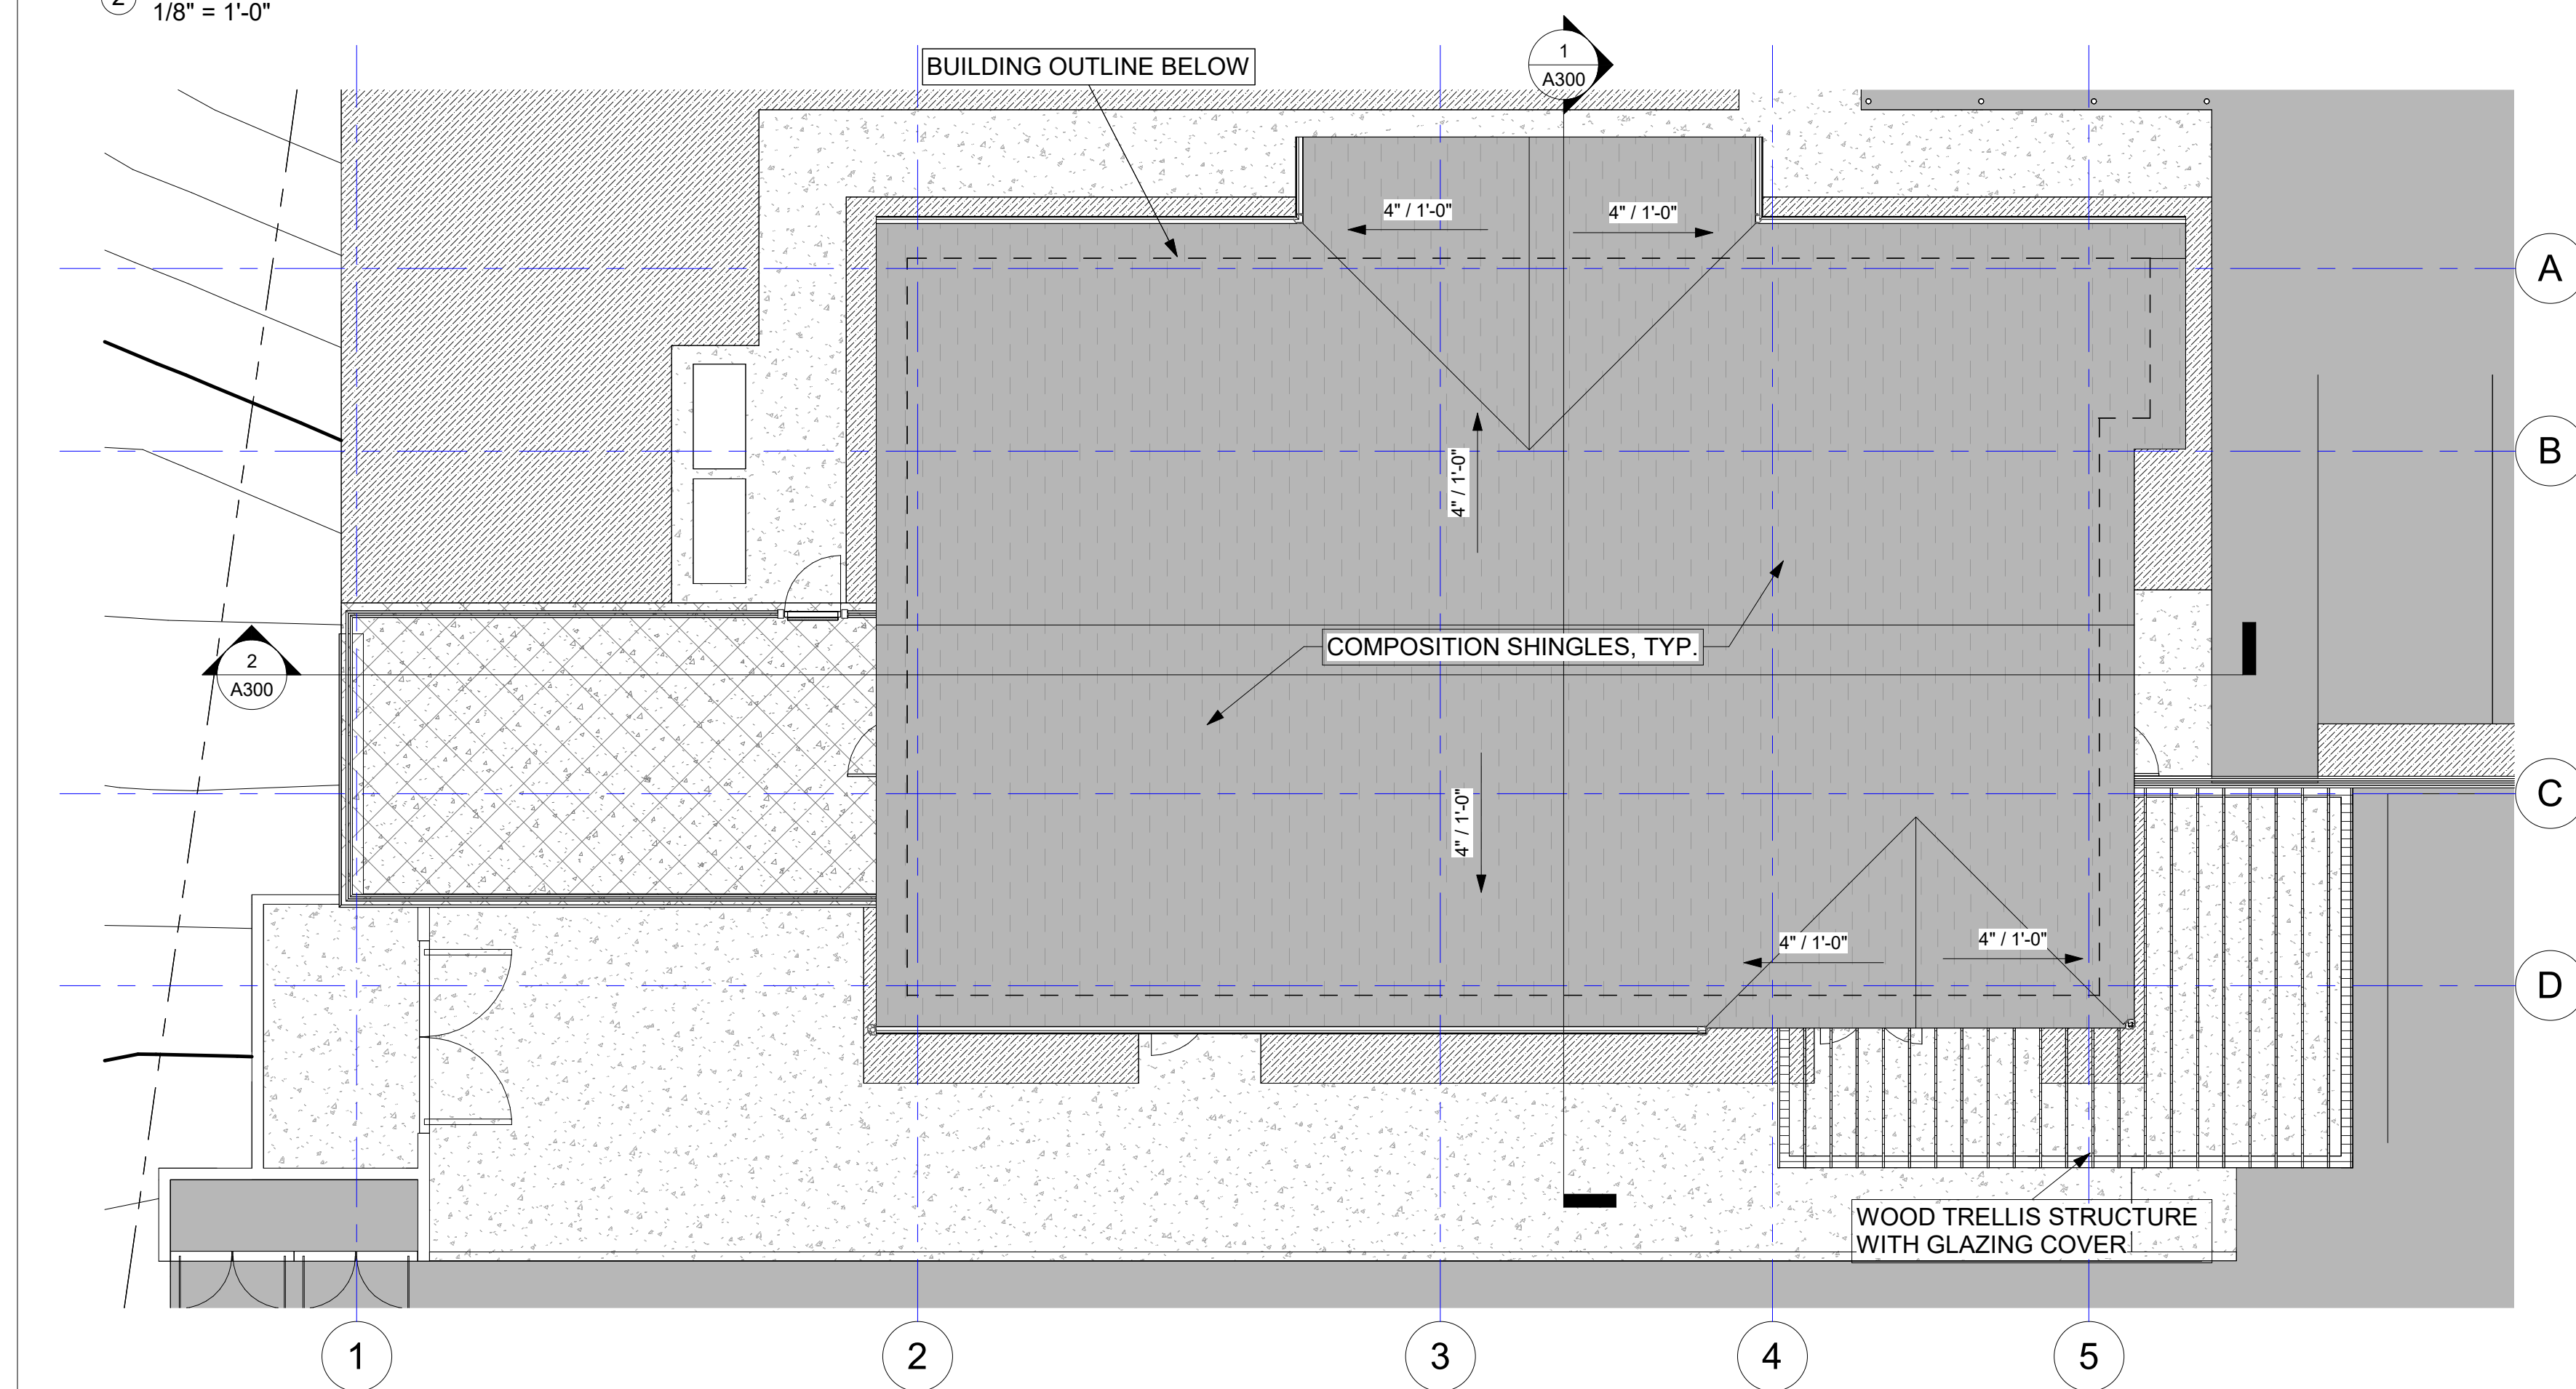 2
1/8" = 1'-0"
BUILDING OUTLINE BELOW
1
A300
4" / 1'-0"
4" / 1'-0"
A
B
4" / 1'-0"
COMPOSITION SHINGLES, TYP.
2
A300
C
4" / 1'-0"
4" / 1'-0"
4" / 1'-0"
D
WOOD TRELLIS STRUCTURE
WITH GLAZING COVER
1
2
3
4
5